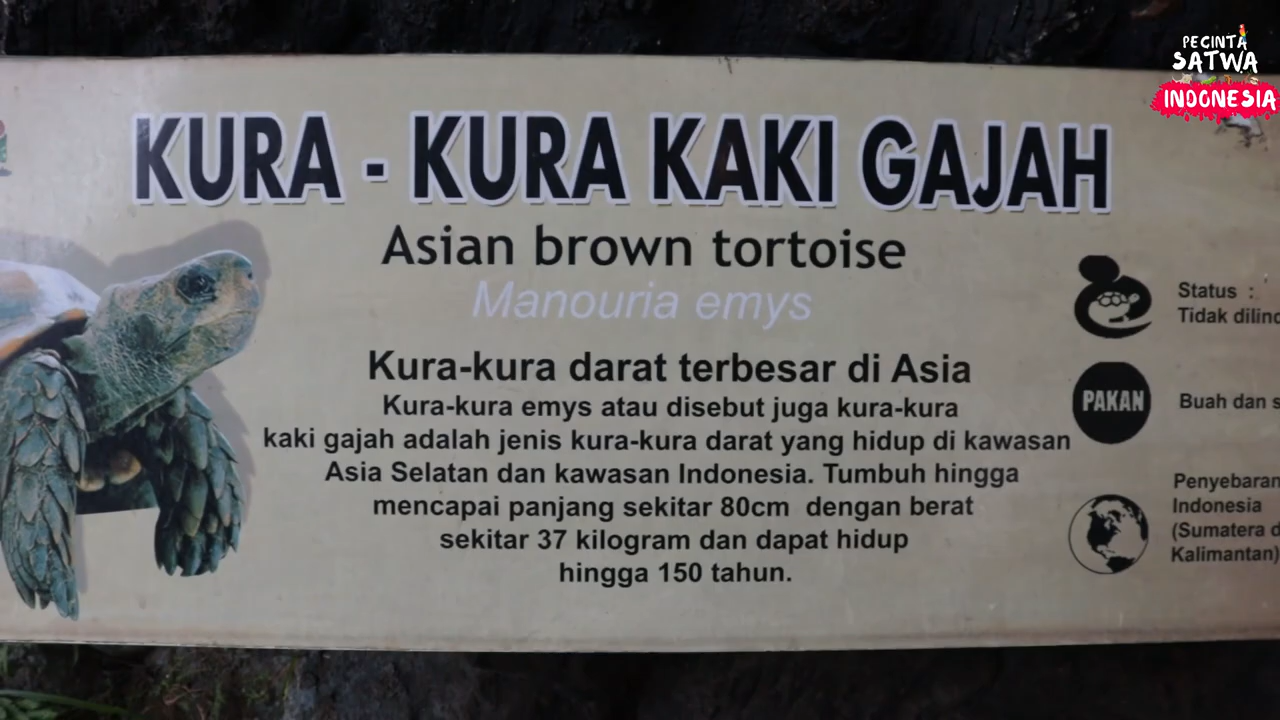 PECINTA
SATWA
INDONESIA
KURA - KURA KAKI GAJAH
Asian brown tortoise
Manouria emys
Kura-kura darat terbesar di Asia
Kura-kura emys atau disebut juga kura-kura
kaki gajah adalah jenis kura-kura darat yang hidup di kawasan
Asia Selatan dan kawasan Indonesia. Tumbuh hingga
mencapai panjang sekitar 80cm dengan berat
sekitar 37 kilogram dan dapat hidup
hingga 150 tahun.
Status :
Tidak
PAKAN
Buah dan
Penyebaran
Indonesia
(Sumatera
Kalimantan)